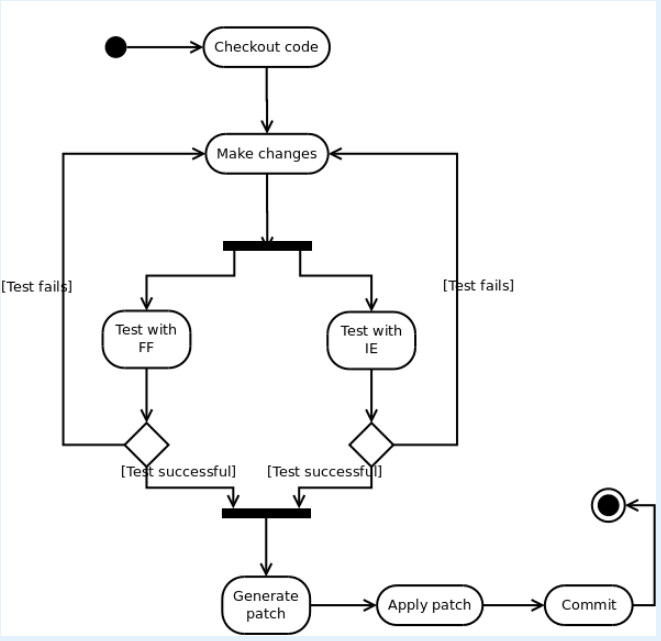 Checkout code
Make changes
[Test fails]
[Test fails]
Test with
FF
Test with
IE
[Test successful]
[Test successful]
Generate
patch
Apply patch
Commit